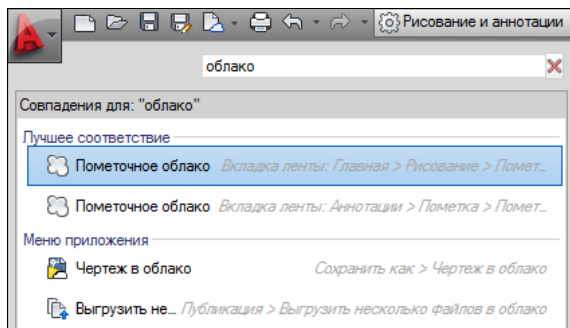 Рисование и аннотации
облако
Совпадения для: "облако"
Лучшее соответствие
Пометочное облако Вкладка ленты: Главная > Рисование > Помет...
Пометочное облако Вкладка ленты: Аннотации > Пометка > Помет...
Меню приложения
Чертеж в облако Сохранить как > Чертеж в облако
Выгрузить не... Публикация > Выгрузить несколько файлов в облако